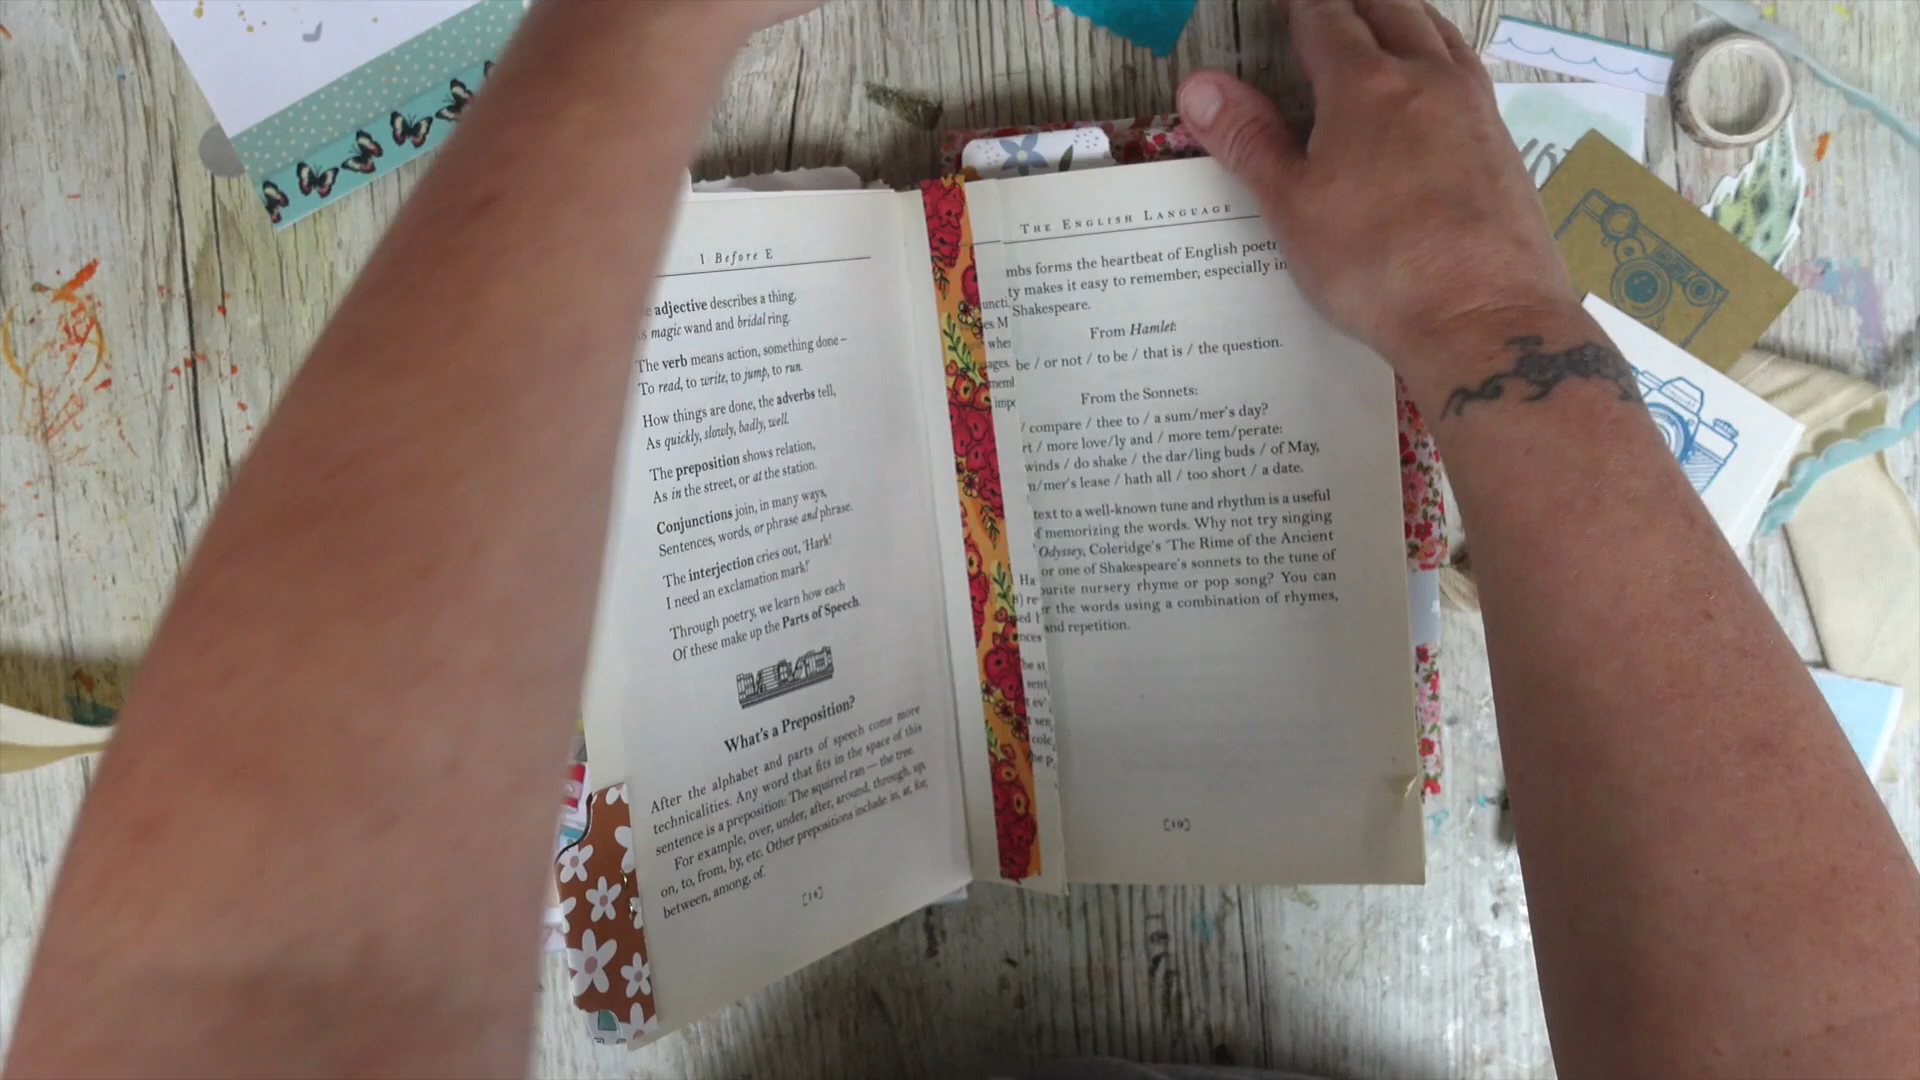 I Before E
adjective describes a thing,
magic wand and bridal ring.
The verb means action, something done –
To read, to write, to jump, to run.
How things are done, the adverbs tell,
As quickly, slowly, badly, well.
The preposition shows relation,
As in the street, or at the station.
Conjunctions join, in many ways,
Sentences, words, or phrase and phrase.
The interjection cries out, 'Hark!
I need an exclamation mark!'
Through poetry, we learn how each
Of these make up the Parts of Speech.
What's a Preposition?
After the alphabet and parts of speech come more
technicalities. Any word that fits in the space of this
sentence is a preposition: The squirrel ran — the tree.
For example, over, under, after, around, through, up,
on, to, from, by, etc. Other prepositions include: in, at, for,
between, among, of.
The English Language
mbs forms the heartbeat of English poetr
ty makes it easy to remember, especially in
Shakespeare.
From Hamlet:
be / or not / to be / that is / the question.
From the Sonnets:
/ compare / thee to / a sum/mer's day?
rt / more love/ly and / more tem/perate:
winds / do shake / the dar/ling buds / of May,
m/mer's lease / hath all / too short / a date.
text to a well-known tune and rhythm is a useful
of memorizing the words. Why not try singing
Odyssey, Coleridge's 'The Rime of the Ancient
or one of Shakespeare's sonnets to the tune of
ourite nursery rhyme or pop song? You can
the words using a combination of rhymes,
and repetition.